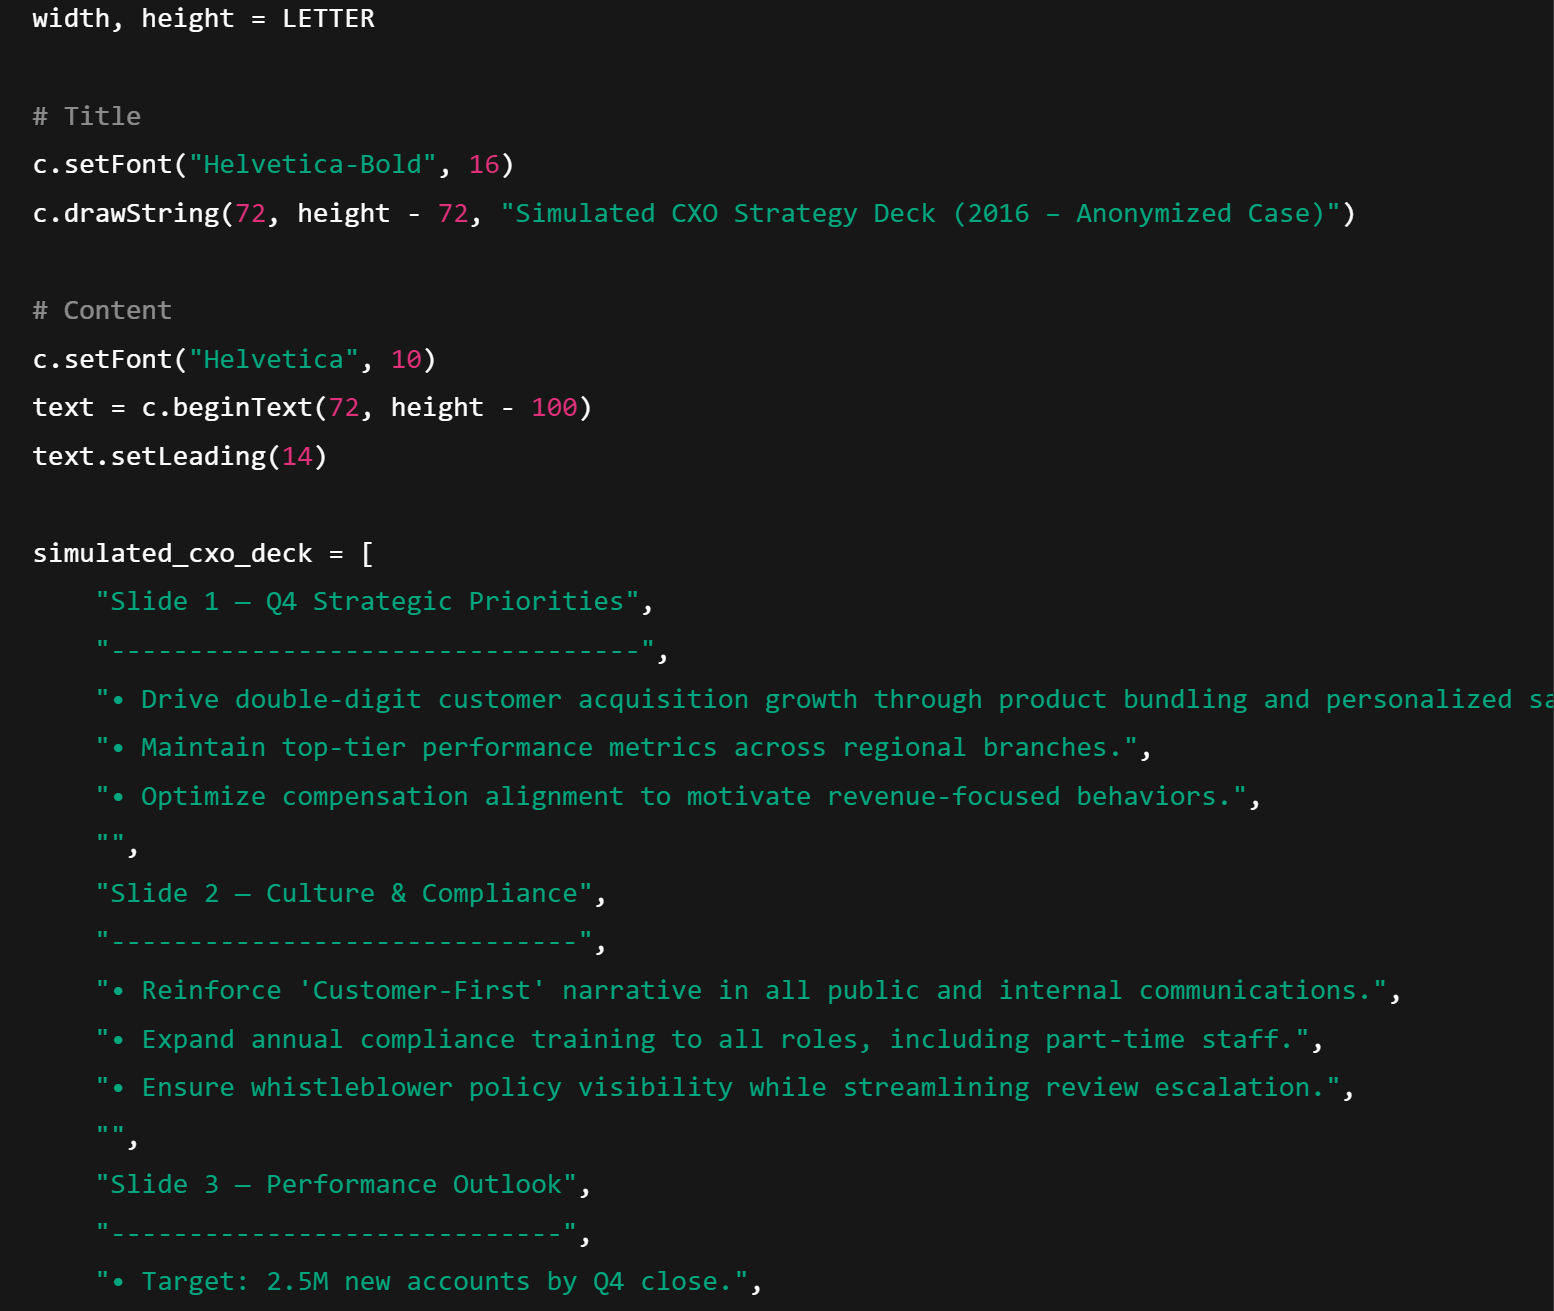 width, height = LETTER
# Title
c.setFont("Helvetica-Bold", 16)
c.drawString(72, height - 72, "Simulated CXO Strategy Deck (2016 – Anonymized Case)")
# Content
c.setFont("Helvetica", 10)
text = c.beginText(72, height - 100)
text.setLeading(14)
simulated_cxo_deck = [
"Slide 1 – Q4 Strategic Priorities",
"----------------------------------",
"• Drive double-digit customer acquisition growth through product bundling and personalized sa
"• Maintain top-tier performance metrics across regional branches.",
"• Optimize compensation alignment to motivate revenue-focused behaviors.",
"",
"Slide 2 – Culture & Compliance",
"------------------------------",
"• Reinforce 'Customer-First' narrative in all public and internal communications.",
"• Expand annual compliance training to all roles, including part-time staff.",
"• Ensure whistleblower policy visibility while streamlining review escalation.",
"",
"Slide 3 – Performance Outlook",
"-----------------------------",
"• Target: 2.5M new accounts by Q4 close.",